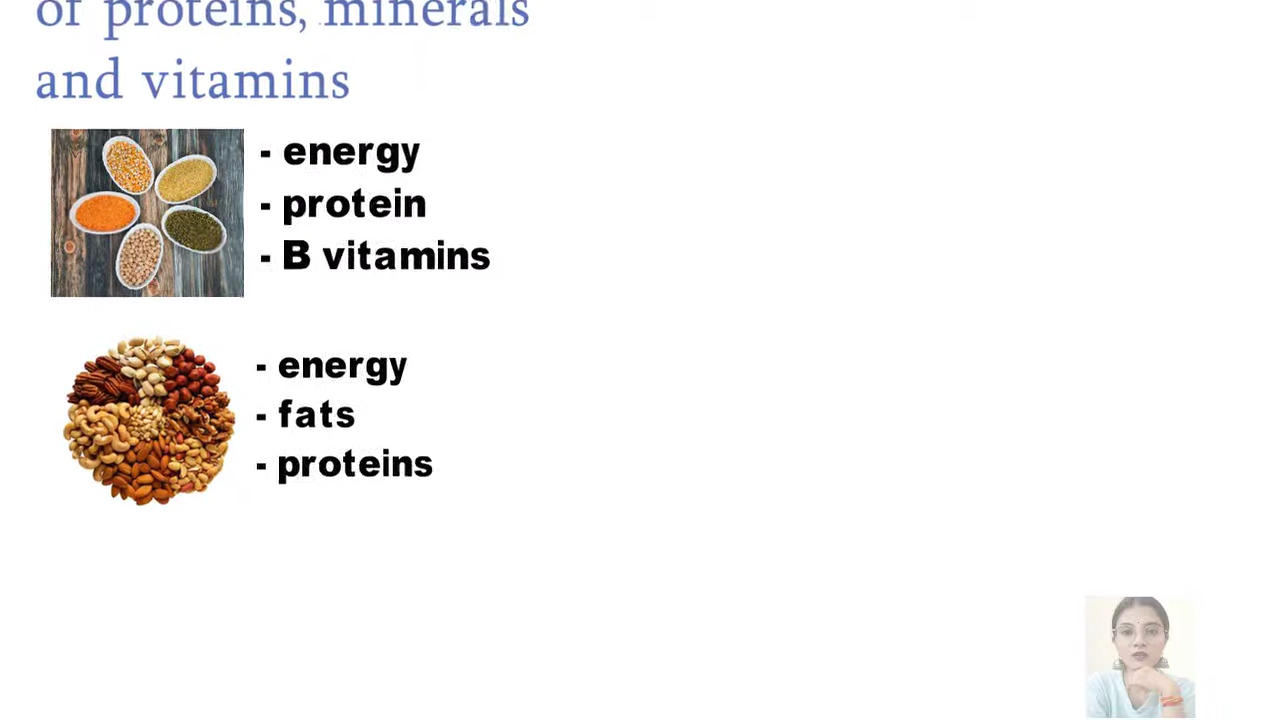 of proteins, minerals
and vitamins
- energy
- protein
- B vitamins
- energy
- fats
- proteins